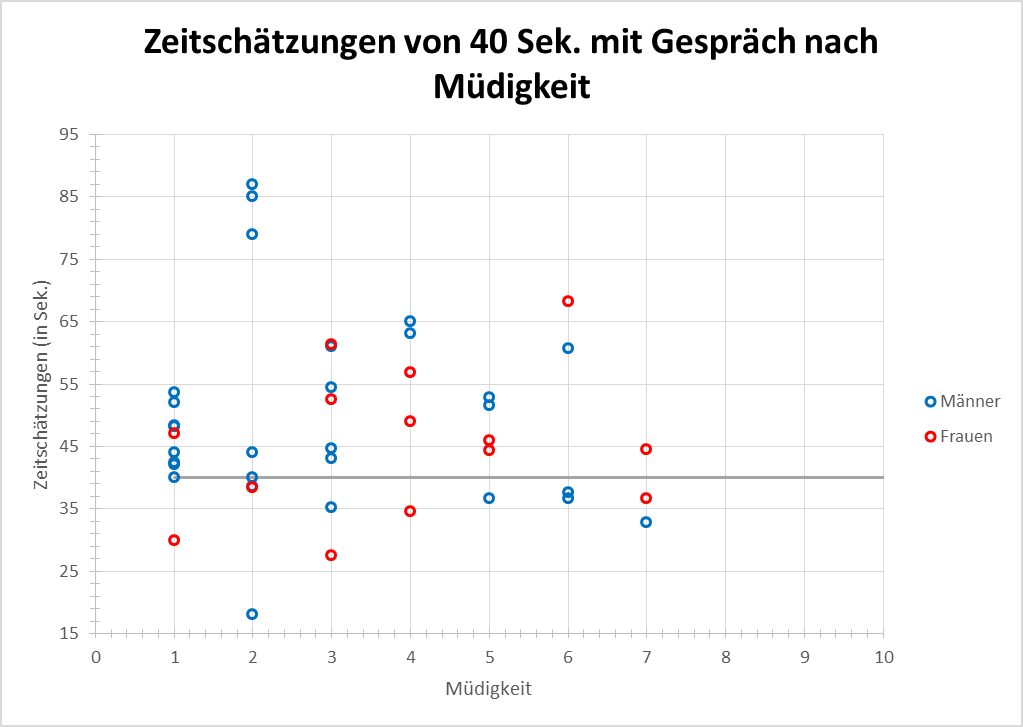 Zeitschätzungen von 40 Sek. mit Gespräch nach
Müdigkeit
Zeitschätzungen (in Sek.)
95
85
75
65
55
45
35
25
15
0 1 2 3 4 5 6 7 8 9 10
Müdigkeit
Männer
Frauen